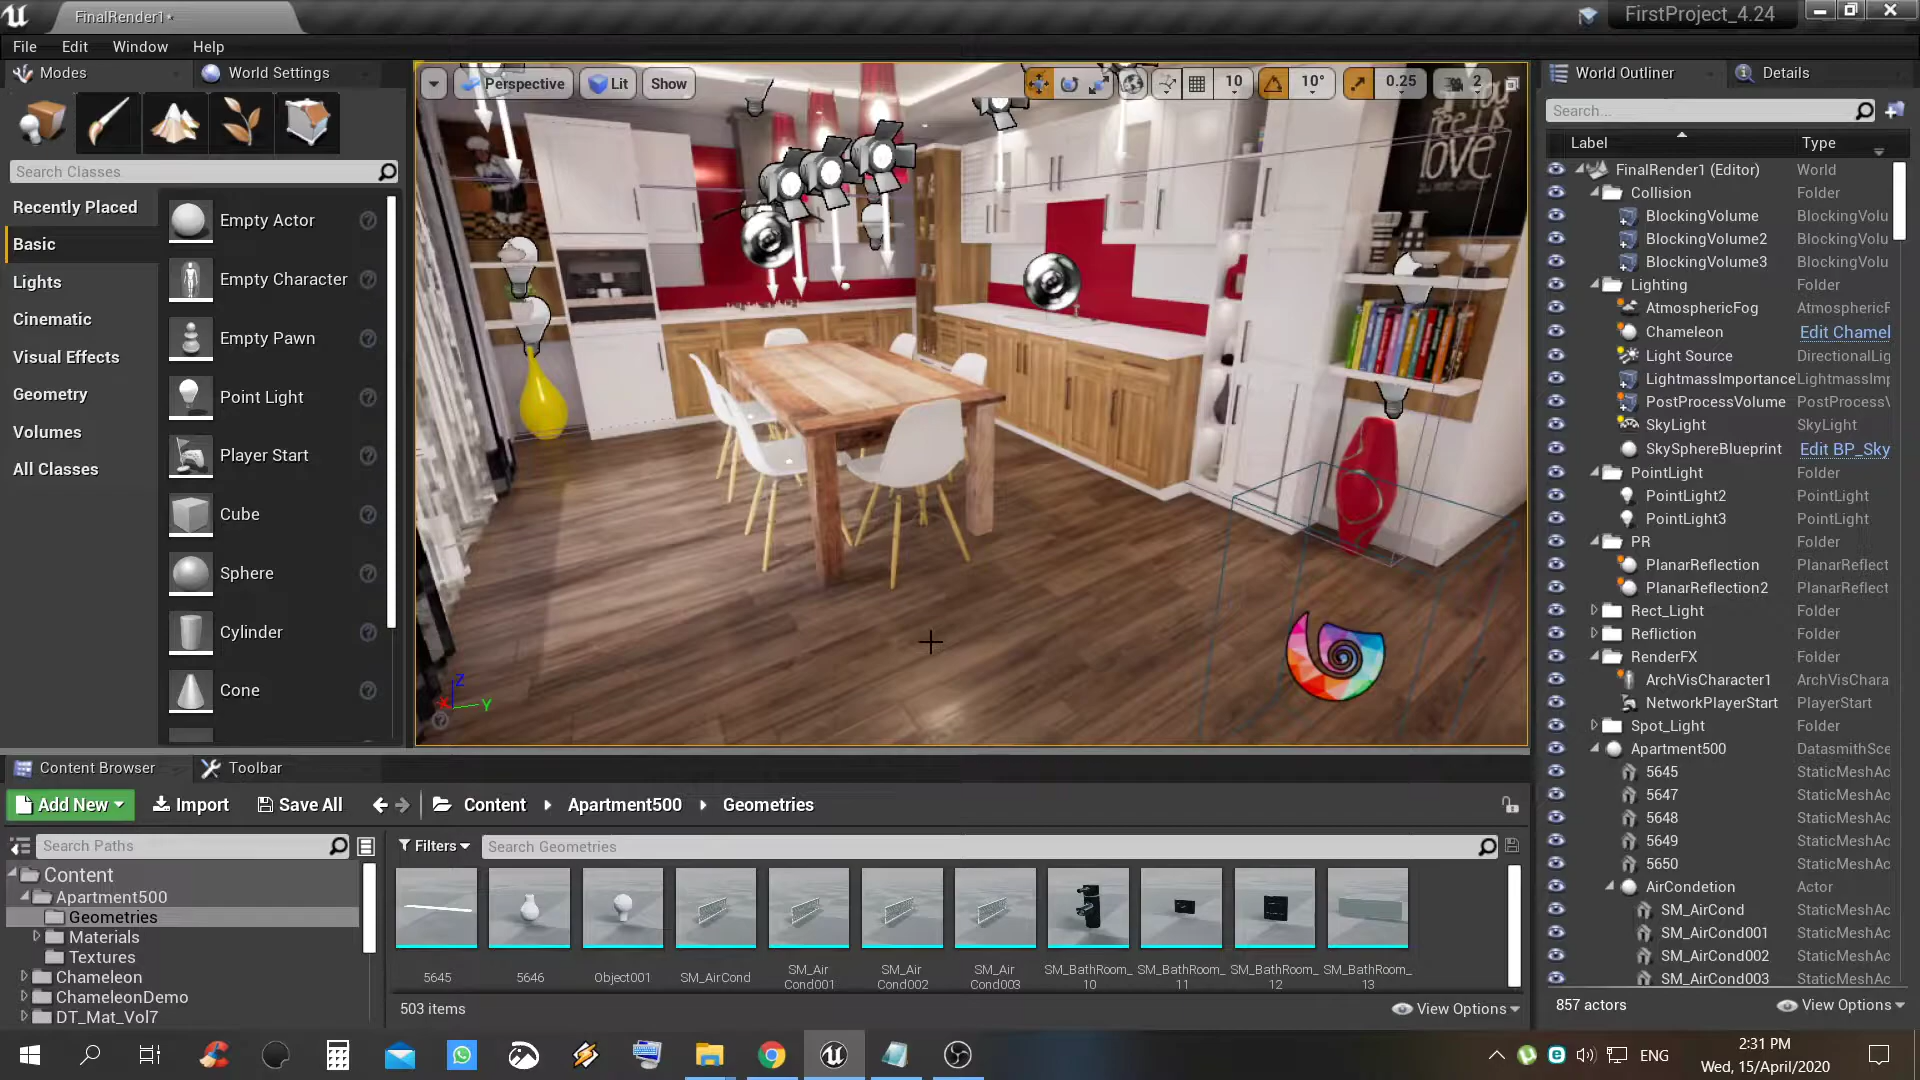 FinalRender1*
FirstProject_4.24
File
Edit
Window
Help
Modes
World Settings
Search Classes
Recently Placed
Basic
Lights
Cinematic
Visual Effects
Geometry
Volumes
All Classes
Empty Actor
Empty Character
Empty Pawn
Point Light
Player Start
Cube
Sphere
Cylinder
Cone
Perspective
Lit
Show
10
10°
0.25
2
need is
love
Z
X
Y
World Outliner
Details
Search...
Label
Type
FinalRender1 (Editor) World
Collision Folder
BlockingVolume BlockingVolu
BlockingVolume2 BlockingVolu
BlockingVolume3 BlockingVolu
Lighting Folder
AtmosphericFog AtmosphericF
Chameleon Edit Chamel
Light Source DirectionalLig
LightmassImportance LightmassImp
PostProcessVolume PostProcessV
SkyLight SkyLight
SkySphereBlueprint Edit BP_Sky
PointLight Folder
PointLight2 PointLight
PointLight3 PointLight
PR Folder
PlanarReflection PlanarReflect
PlanarReflection2 PlanarReflect
Rect_Light Folder
Refliction Folder
RenderFX Folder
ArchVisCharacter1 ArchVisChara
NetworkPlayerStart PlayerStart
Spot_Light Folder
Apartment500 DatasmithSce
5645 StaticMeshAc
5647 StaticMeshAc
5648 StaticMeshAc
5649 StaticMeshAc
5650 StaticMeshAc
AirCondetion Actor
SM_AirCond StaticMeshAc
SM_AirCond001 StaticMeshAc
SM_AirCond002 StaticMeshAc
SM_AirCond003 StaticMeshAc
857 actors
View Options
Content Browser
Toolbar
Add New
Import
Save All
Content
Apartment500
Geometries
Search Paths
Filters
Search Geometries
Content
Apartment500
Geometries
Materials
Textures
Chameleon
ChameleonDemo
DT_Mat_Vol7
5645
5646
Object001
SM_AirCond
SM_Air
Cond001
SM_Air
Cond002
SM_Air
Cond003
SM_BathRoom_
10
SM_BathRoom_
11
SM_BathRoom_
12
SM_BathRoom_
13
503 items
View Options
ENG
2:31 PM
Wed, 15/April/2020